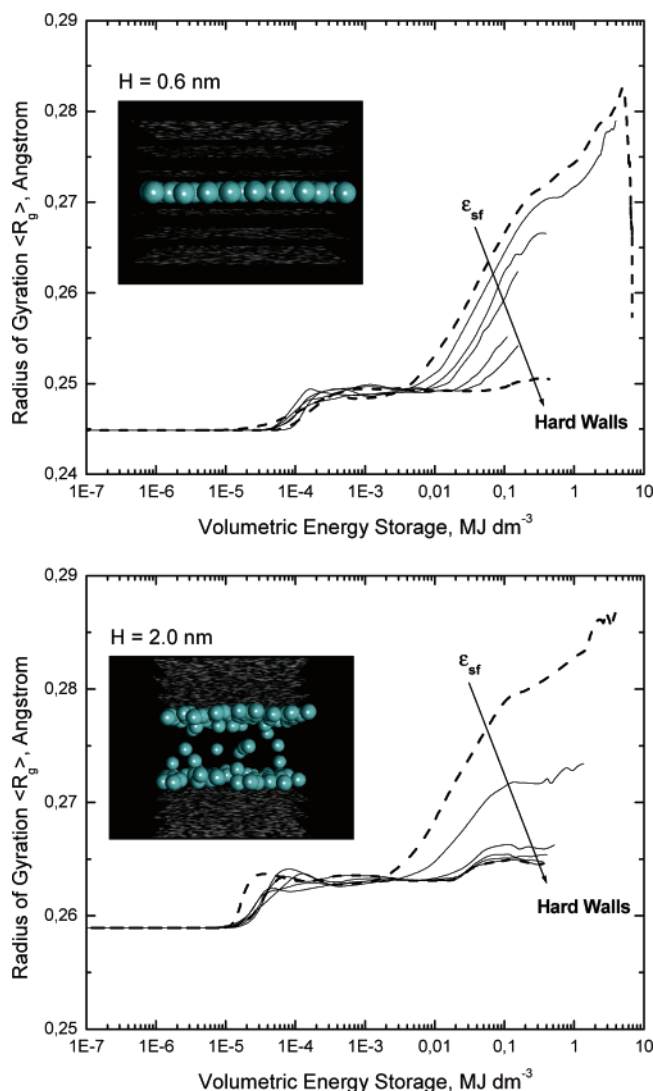 0,29
0,28
0,27
0,26
0,25
0,24
Radius of Gyration <R_g>, Angstrom
H = 0.6 nm
ε_sf
Hard Walls
1E-7 1E-6 1E-5 1E-4 1E-3 0,01 0,1 1 10
Volumetric Energy Storage, MJ dm⁻³
0,29
0,28
0,27
0,26
0,25
Radius of Gyration <R_g>, Angstrom
H = 2.0 nm
ε_sf
Hard Walls
1E-7 1E-6 1E-5 1E-4 1E-3 0,01 0,1 1 10
Volumetric Energy Storage, MJ dm⁻³